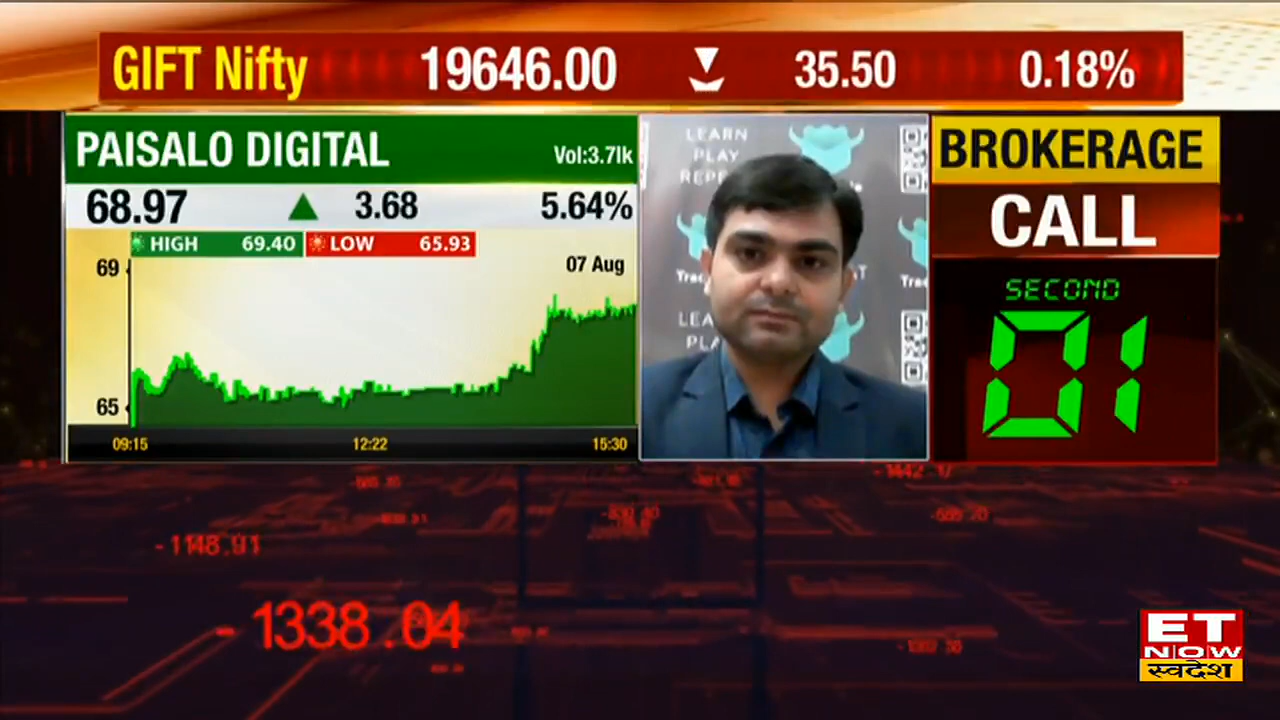 GIFT Nifty 19646.00 ▼ 35.50 0.18%
PAISALO DIGITAL Vol:3.7lk
68.97 ▲ 3.68 5.64%
HIGH 69.40 LOW 65.93
07 Aug
69
65
09:15 12:22 15:30
LEARN
PLAY
BROKERAGE
CALL
SECOND
01
-1442.17
-1148.91
-1338.04
ET
NOW
स्वदेश